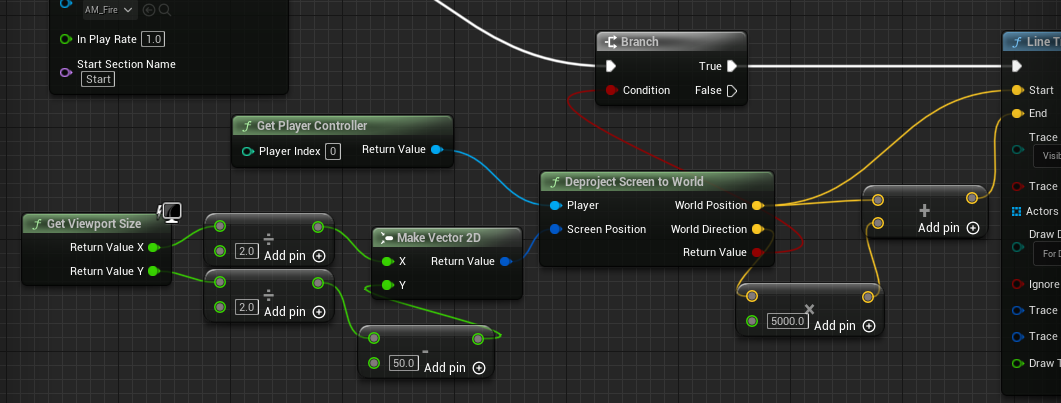 AM_Fire
In Play Rate 1.0
Start Section Name
Start
Branch
True
Condition
False
Line T
Start
End
Trace
Visib
Trace
Actors
Draw D
For D
Ignore
Trace
Trace
Draw T
f Get Player Controller
Player Index 0
Return Value
f Deproject Screen to World
Player
World Position
Screen Position
World Direction
Return Value
+
Add pin
f Get Viewport Size
Return Value X
Return Value Y
÷
2.0
Add pin
÷
2.0
Add pin
Make Vector 2D
X
Return Value
Y
-
50.0
Add pin
×
5000.0
Add pin